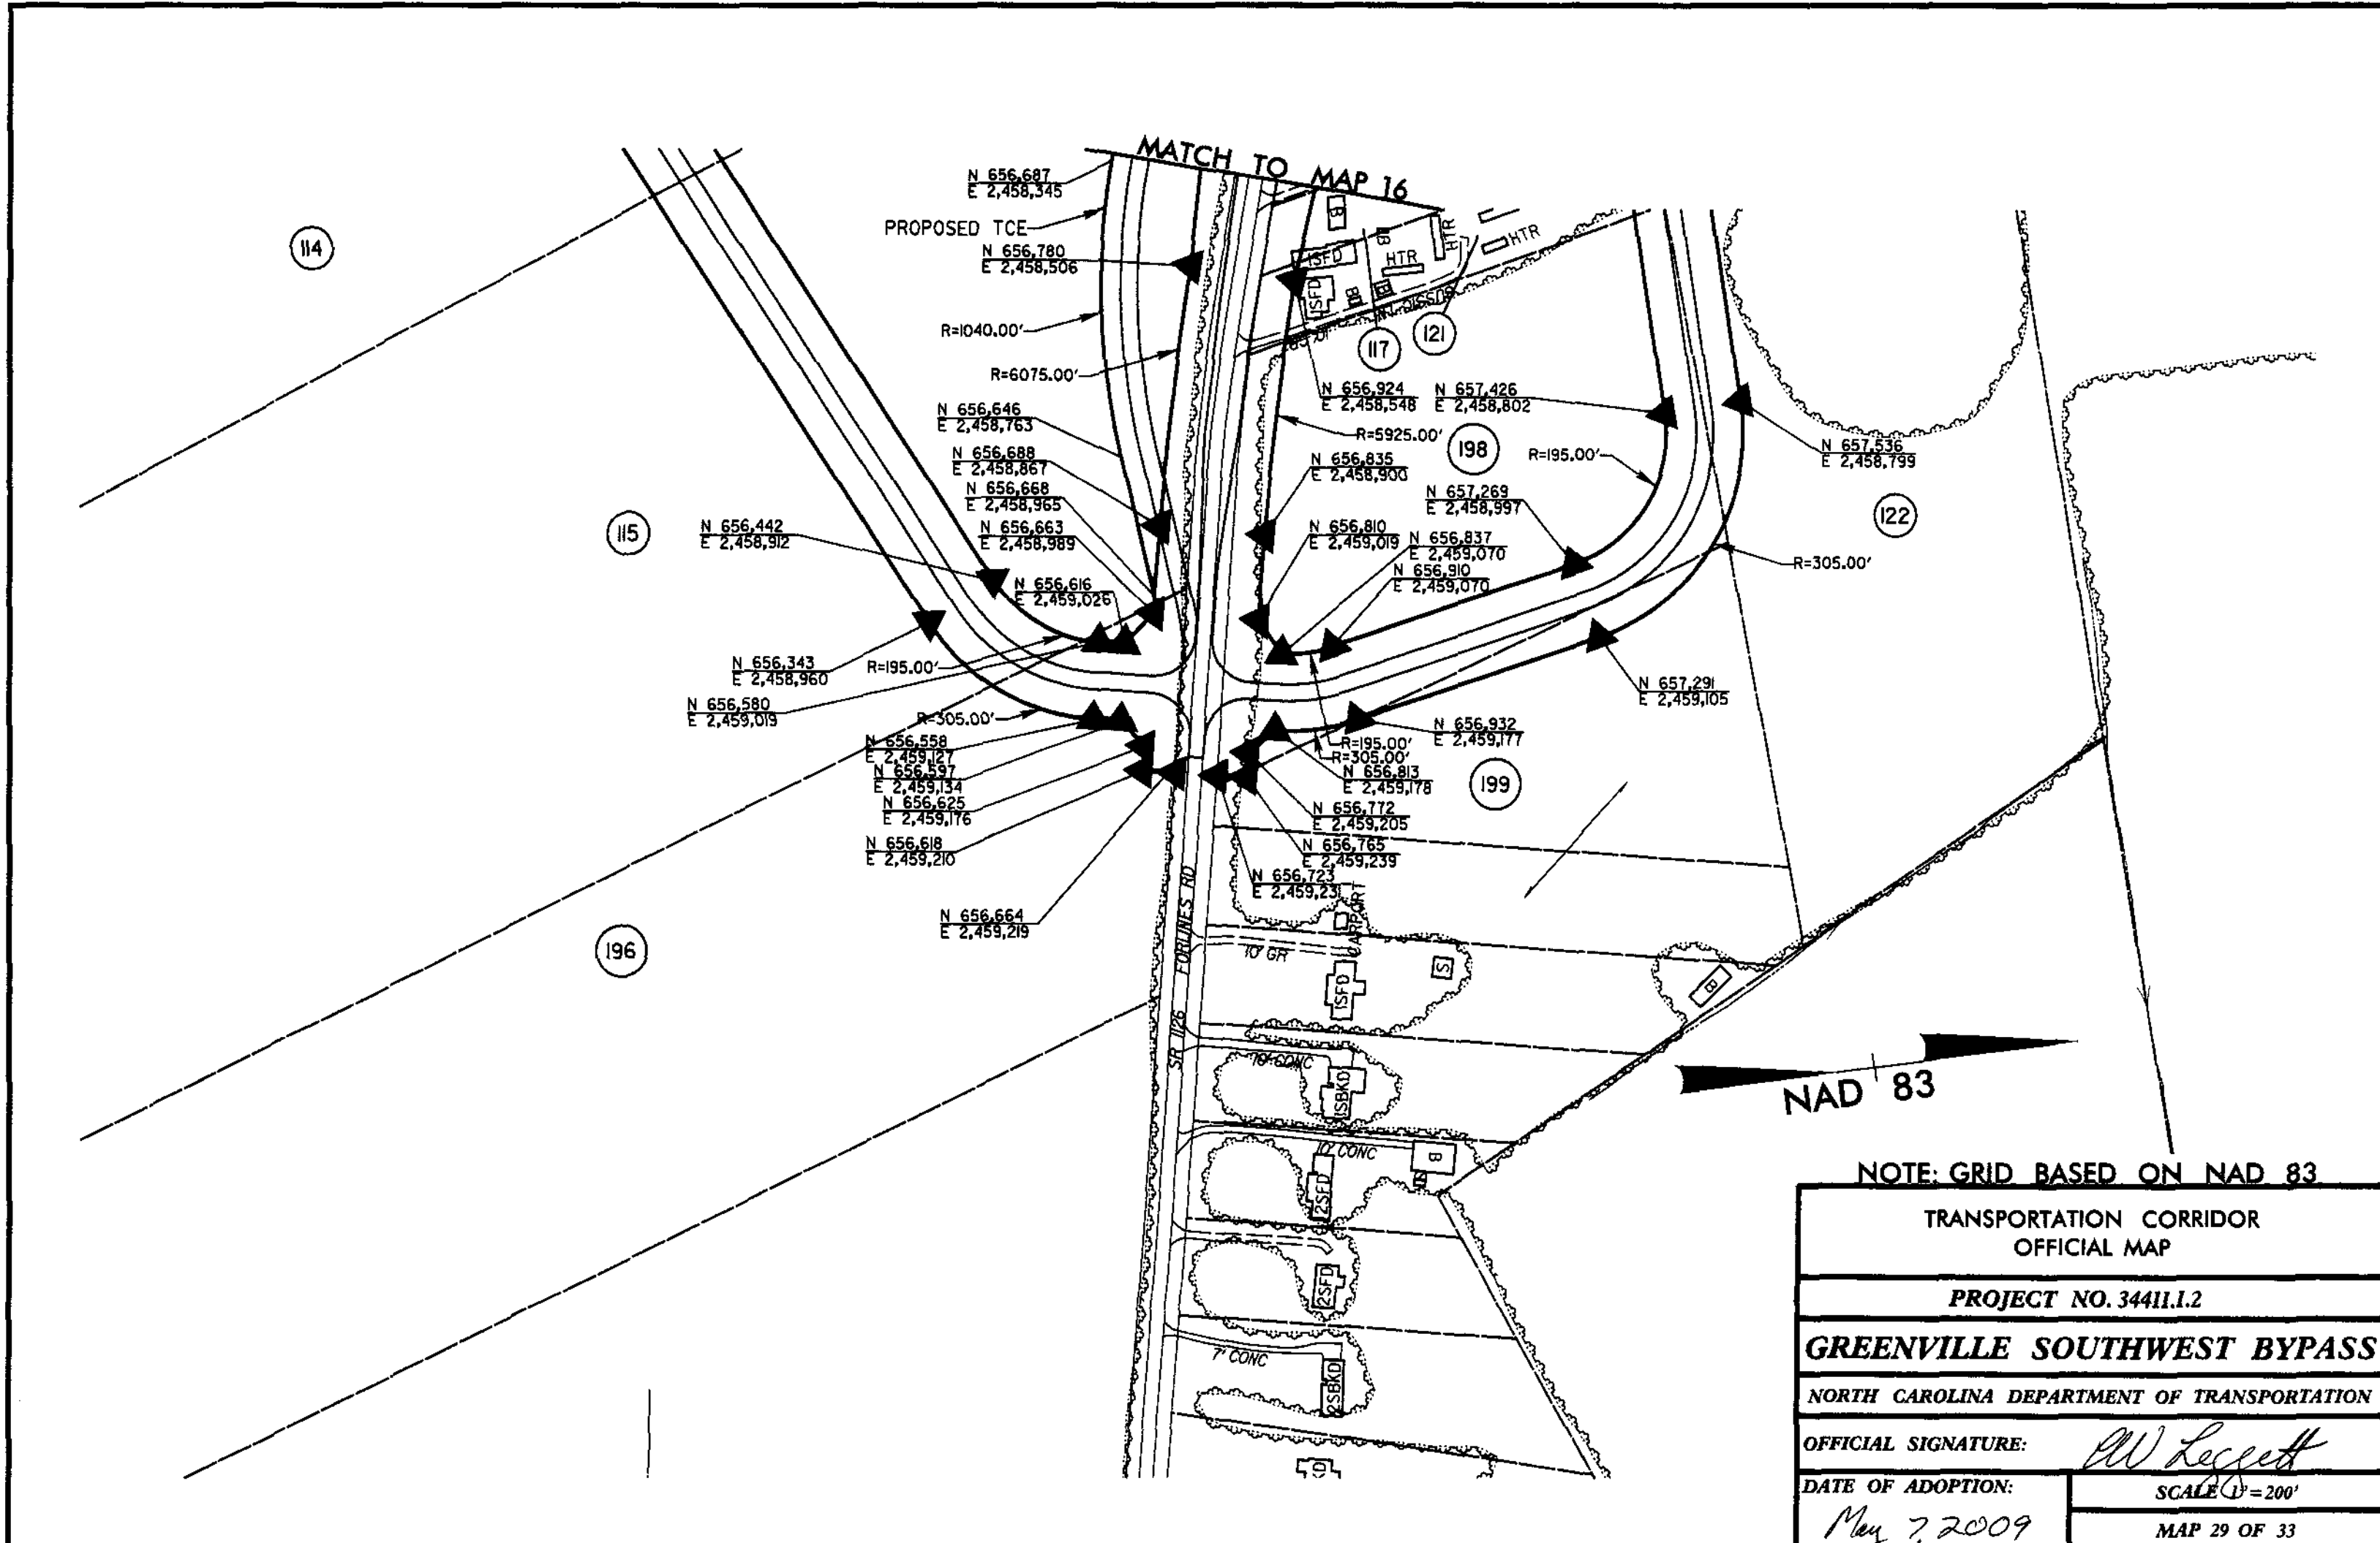 MATCH TO MAP 16
N 656,687
E 2,458,345
PROPOSED TCE
N 656,780
E 2,458,506
R=1040.00'
R=6075.00'
N 656,646
E 2,458,763
N 656,688
E 2,458,867
N 656,668
E 2,458,965
N 656,663
E 2,458,989
N 656,442
E 2,458,912
N 656,616
E 2,459,026
N 656,343
E 2,458,960
R=195.00'
N 656,580
E 2,459,019
R=305.00'
N 656,558
E 2,459,127
N 656,597
E 2,459,134
N 656,625
E 2,459,176
N 656,618
E 2,459,210
N 656,664
E 2,459,219
114
115
196
B
1SFD
B
HTR
HTR
HTR
1SFD
BD
B
117
121
N 656,924
E 2,458,548
N 657,426
E 2,458,802
R=5925.00'
198
R=195.00'
N 657,536
E 2,458,799
N 656,835
E 2,458,900
N 657,269
E 2,458,997
122
N 656,810
E 2,459,019
N 656,837
E 2,459,070
N 656,910
E 2,459,070
R=305.00'
N 657,291
E 2,459,105
N 656,932
E 2,459,177
R=195.00'
R=305.00'
N 656,813
E 2,459,178
199
N 656,772
E 2,459,205
N 656,765
E 2,459,239
N 656,723
E 2,459,231
CARPORT
SR 1126 FORLINES RD
10' GR
S
1SFD
B
10' CONC
1SBKD
10' CONC
B
2SFD
2SFD
7' CONC
2SBKD
NAD 83
NOTE: GRID BASED ON NAD 83
TRANSPORTATION CORRIDOR
OFFICIAL MAP
PROJECT NO. 34411.1.2
GREENVILLE SOUTHWEST BYPASS
NORTH CAROLINA DEPARTMENT OF TRANSPORTATION
OFFICIAL SIGNATURE: PW Leggett
DATE OF ADOPTION:
May 7, 2009
SCALE 1"=200'
MAP 29 OF 33